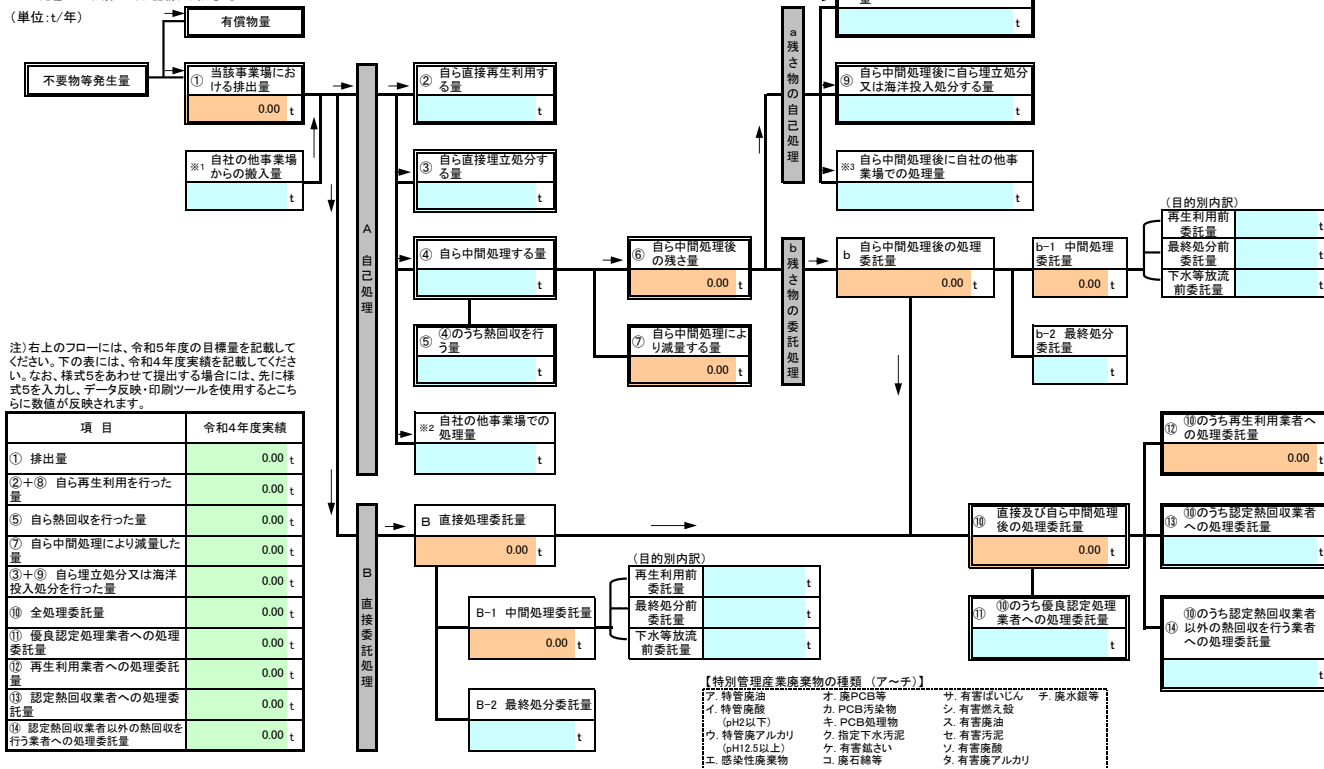 (単位:t/年)
有償物量
不要物等発生量
① 当該事業場にお
ける排出量
0.00 t
※1 自社の他事業場
からの搬入量
t
A
自己処理
② 自ら直接再生利用す
る量
t
③ 自ら直接埋立処分す
る量
t
④ 自ら中間処理する量
t
⑤ ④のうち熱回収を行
う量
t
※2 自社の他事業場での
処理量
t
⑥ 自ら中間処理後
の残さ量
0.00 t
⑦ 自ら中間処理によ
り減量する量
0.00 t
a
残さ物の自己処理
t
⑨ 自ら中間処理後に自ら埋立処分
又は海洋投入処分する量
t
※3 自ら中間処理後に自社の他事
業場での処理量
t
b
残さ物の委託処理
b 自ら中間処理後の処理
委託量
0.00 t
b-1 中間処理
委託量
0.00 t
(目的別内訳)
再生利用前
委託量
t
最終処分前
委託量
t
下水等放流
前委託量
t
b-2 最終処分
委託量
t
注)右上のフローには、令和5年度の目標量を記載して
ください。下の表には、令和4年度実績を記載してくださ
い。なお、様式5をあわせて提出する場合には、先に様
式5を入力し、データ反映・印刷ツールを使用するとこち
らに数値が反映されます。
項 目 令和4年度実績
① 排出量 0.00 t
②+⑧ 自ら再生利用を行った
量 0.00 t
⑤ 自ら熱回収を行った量 0.00 t
⑦ 自ら中間処理により減量した
量 0.00 t
③+⑨ 自ら埋立処分又は海洋
投入処分を行った量 0.00 t
⑩ 全処理委託量 0.00 t
⑪ 優良認定処理業者への処理
委託量 0.00 t
⑫ 再生利用業者への処理委託
量 0.00 t
⑬ 認定熱回収業者への処理委
託量 0.00 t
⑭ 認定熱回収業者以外の熱回収を
行う業者への処理委託量 0.00 t
B
直接委託処理
B 直接処理委託量
0.00 t
B-1 中間処理委託量
0.00 t
(目的別内訳)
再生利用前
委託量
t
最終処分前
委託量
t
下水等放流
前委託量
t
B-2 最終処分委託量
t
⑩ 直接及び自ら中間処理
後の処理委託量
0.00 t
⑪ ⑩のうち優良認定処理
業者への処理委託量
t
⑫ ⑩のうち再生利用業者へ
の処理委託量
0.00 t
⑬ ⑩のうち認定熱回収業者
への処理委託量
t
⑭ ⑩のうち認定熱回収業者
以外の熱回収を行う業者
への処理委託量
t
【特別管理産業廃棄物の種類 (ア~チ)】
ア. 特管廃油 オ. 廃PCB等 サ. 有害ばいじん チ. 廃水銀等
イ. 特管廃酸 カ. PCB汚染物 シ. 有害燃え殻
(pH2以下) キ. PCB処理物 ス. 有害廃油
ウ. 特管廃アルカリ ク. 指定下水汚泥 セ. 有害汚泥
(pH12.5以上) ケ. 有害鉱さい ソ. 有害廃酸
エ. 感染性廃棄物 コ. 廃石綿等 タ. 有害廃アルカリ